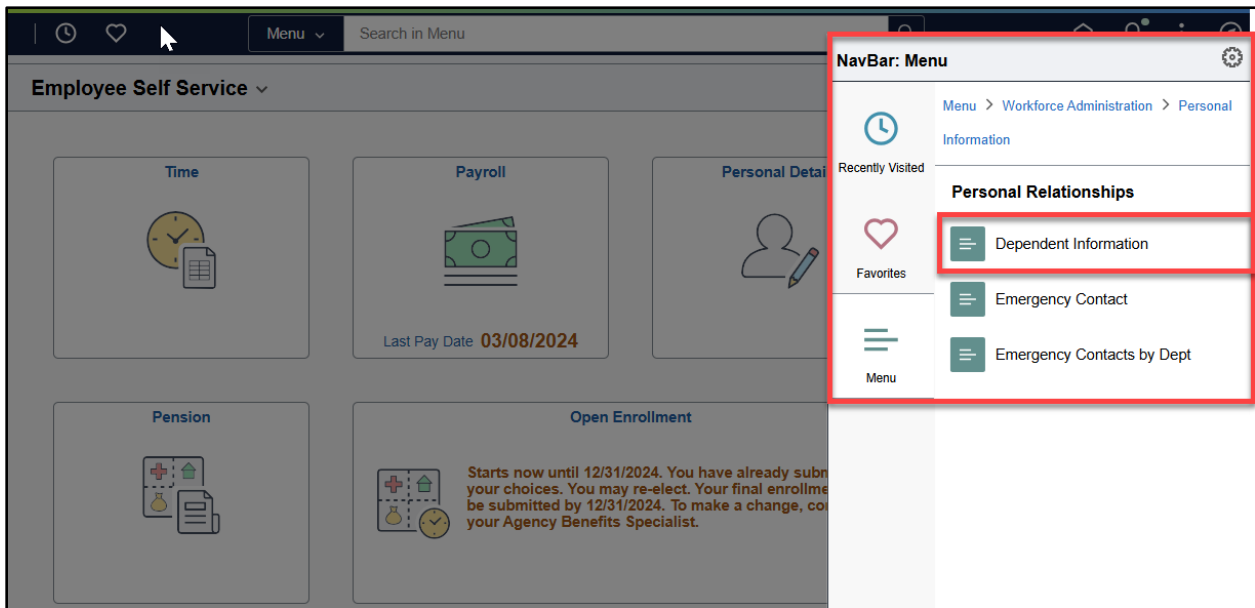 Menu
Search in Menu
Employee Self Service
Time
Payroll
Last Pay Date 03/08/2024
Personal Detai
Pension
Open Enrollment
Starts now until 12/31/2024. You have already subm
your choices. You may re-elect. Your final enrollme
be submitted by 12/31/2024. To make a change, co
your Agency Benefits Specialist.
NavBar: Menu
Recently Visited
Favorites
Menu
Menu > Workforce Administration > Personal
Information
Personal Relationships
Dependent Information
Emergency Contact
Emergency Contacts by Dept